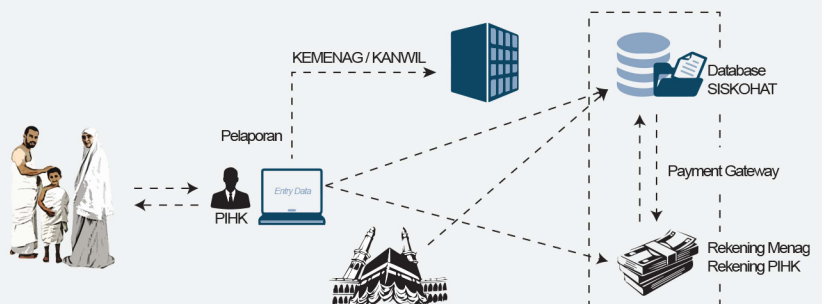 KEMENAG / KANWIL
Database
SISKOHAT
Pelaporan
Payment Gateway
Entry Data
PIHK
Rekening Menag
Rekening PIHK